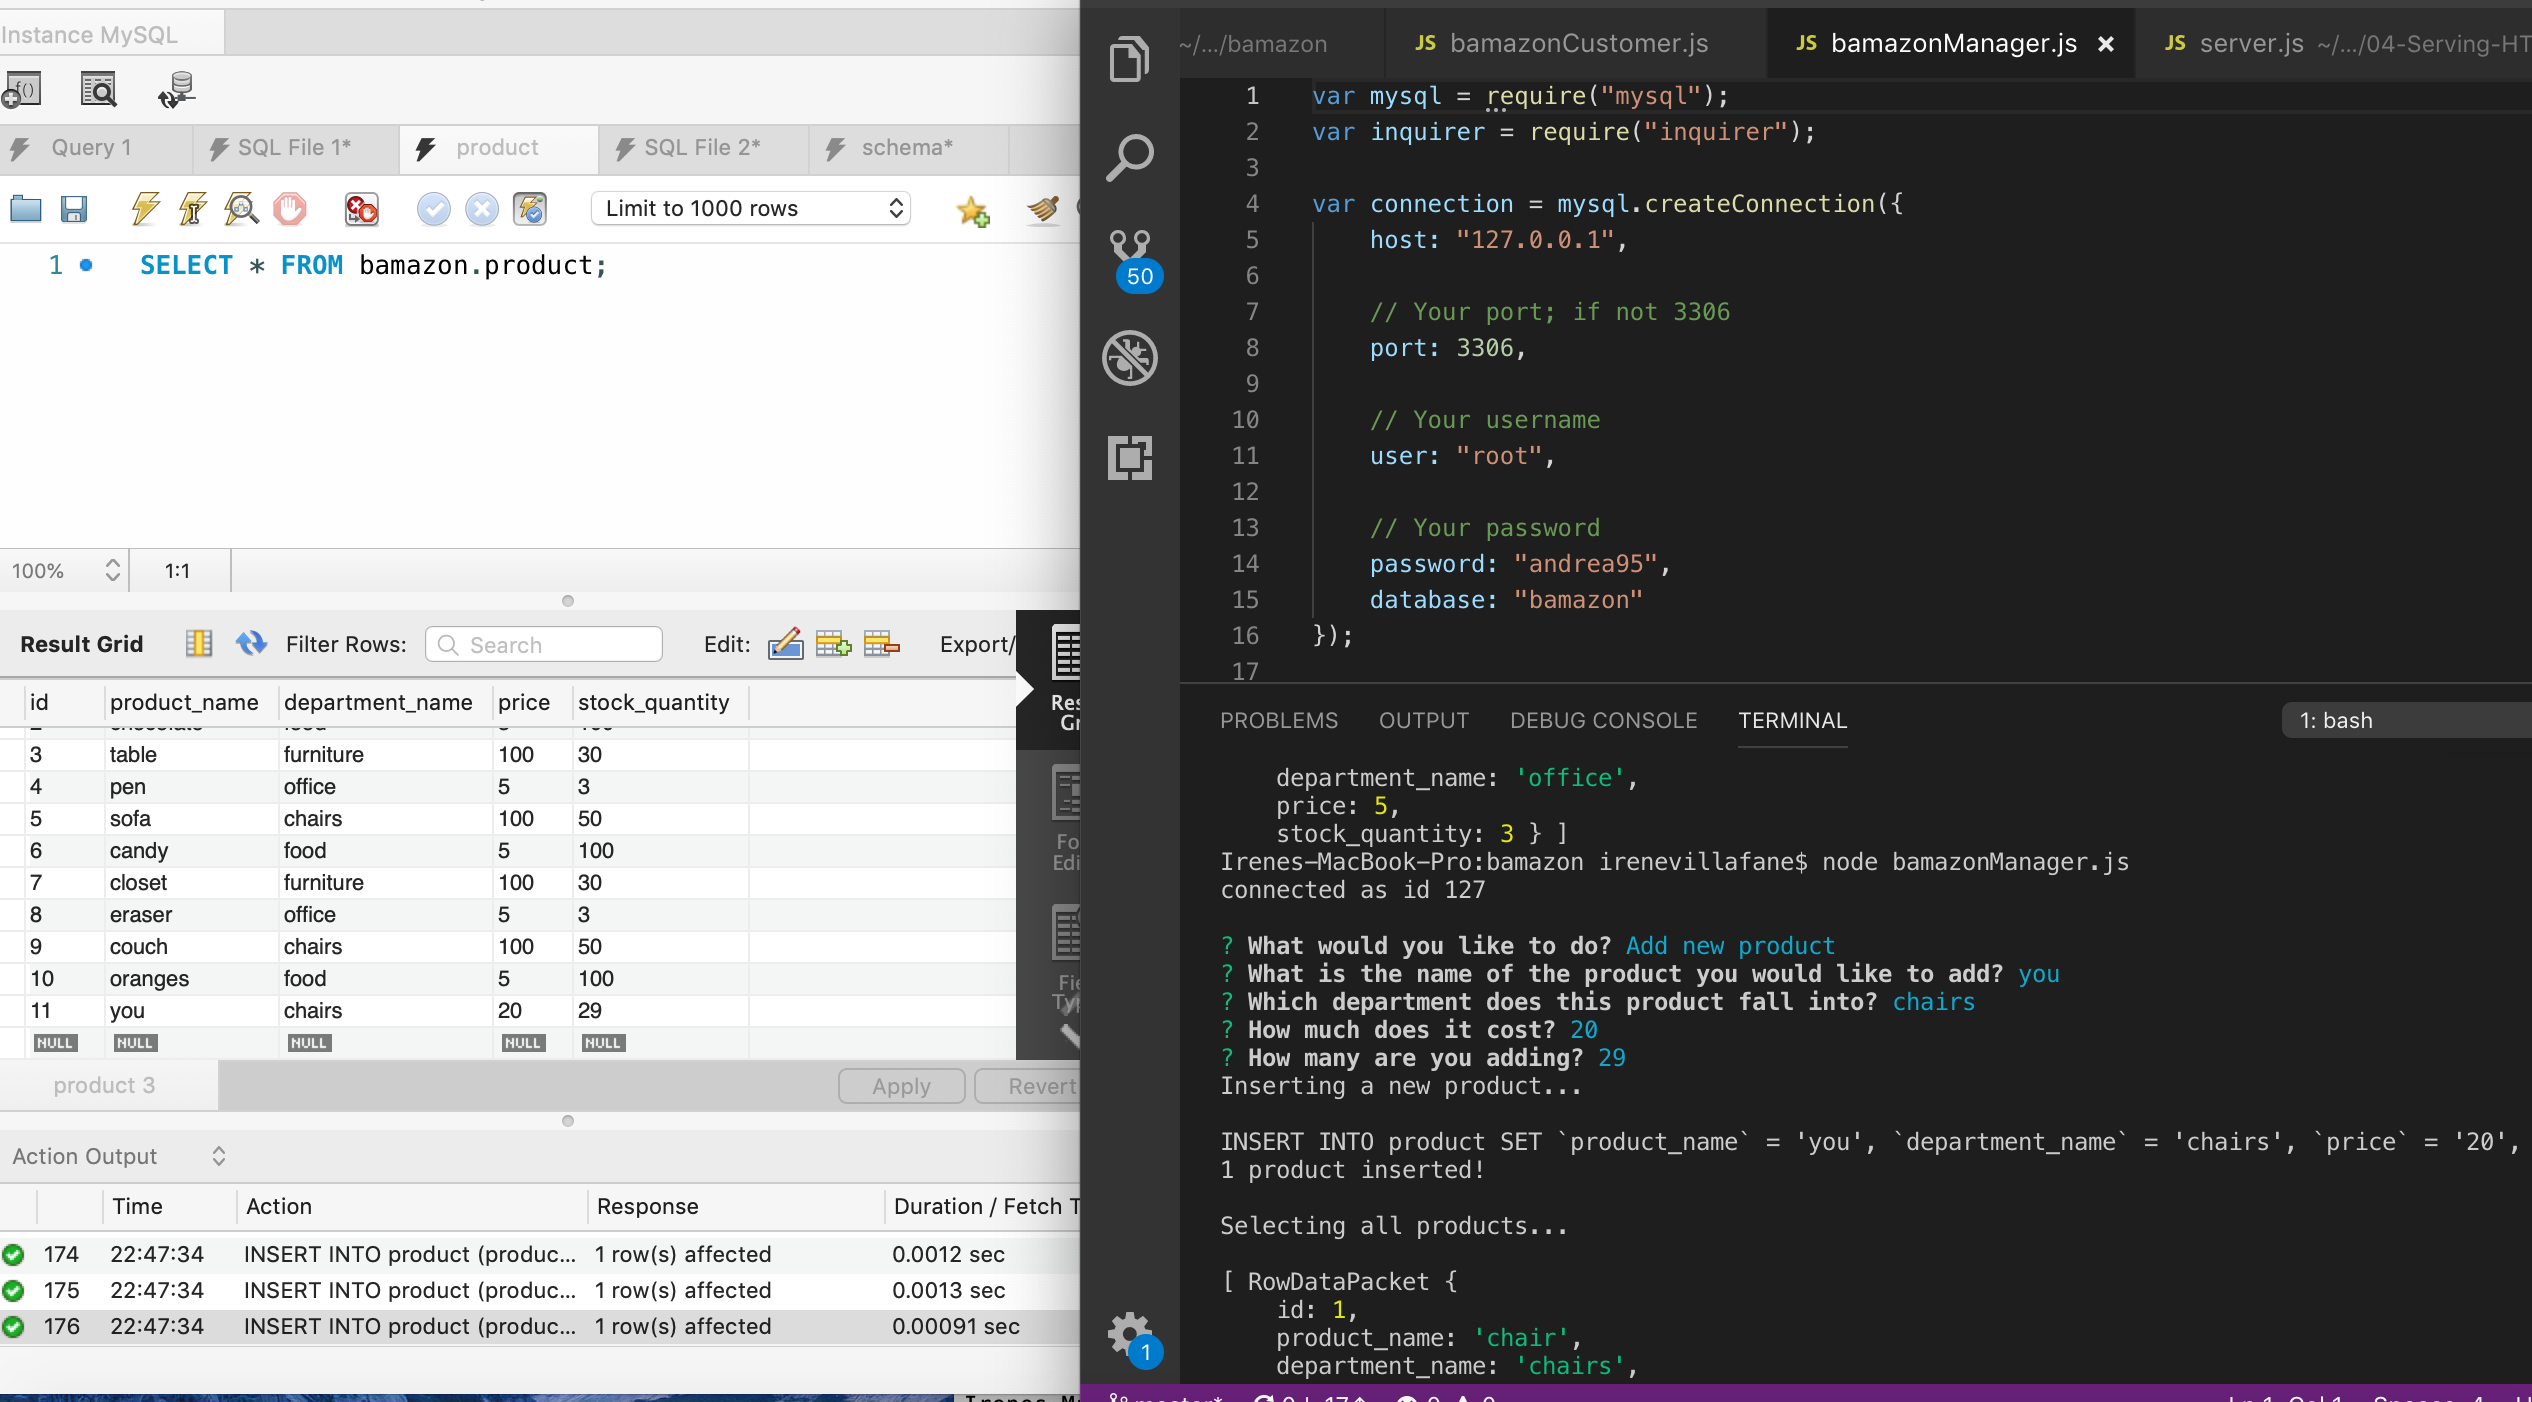 Instance MySQL
Query 1
SQL File 1*
product
SQL File 2*
schema*
Limit to 1000 rows
1 SELECT * FROM bamazon.product;
100% 1:1
Result Grid Filter Rows: Search Edit: Export/
id product_name department_name price stock_quantity
3 table furniture 100 30
4 pen office 5 3
5 sofa chairs 100 50
6 candy food 5 100
7 closet furniture 100 30
8 eraser office 5 3
9 couch chairs 100 50
10 oranges food 5 100
11 you chairs 20 29
NULL NULL NULL NULL NULL
product 3 Apply Revert
Action Output
Time Action Response Duration / Fetch T
174 22:47:34 INSERT INTO product (produc... 1 row(s) affected 0.0012 sec
175 22:47:34 INSERT INTO product (produc... 1 row(s) affected 0.0013 sec
176 22:47:34 INSERT INTO product (produc... 1 row(s) affected 0.00091 sec
~/.../bamazon
JS bamazonCustomer.js
JS bamazonManager.js
JS server.js ~/.../04-Serving-HT
50
1
1 var mysql = require("mysql");
2 var inquirer = require("inquirer");
3
4 var connection = mysql.createConnection({
5 host: "127.0.0.1",
6
7 // Your port; if not 3306
8 port: 3306,
9
10 // Your username
11 user: "root",
12
13 // Your password
14 password: "andrea95",
15 database: "bamazon"
16 });
17
PROBLEMS OUTPUT DEBUG CONSOLE TERMINAL 1: bash
department_name: 'office',
price: 5,
stock_quantity: 3 } ]
Irenes-MacBook-Pro:bamazon irenevillafane$ node bamazonManager.js
connected as id 127
? What would you like to do? Add new product
? What is the name of the product you would like to add? you
? Which department does this product fall into? chairs
? How much does it cost? 20
? How many are you adding? 29
Inserting a new product...
INSERT INTO product SET `product_name` = 'you', `department_name` = 'chairs', `price` = '20',
1 product inserted!
Selecting all products...
[ RowDataPacket {
id: 1,
product_name: 'chair',
department_name: 'chairs',